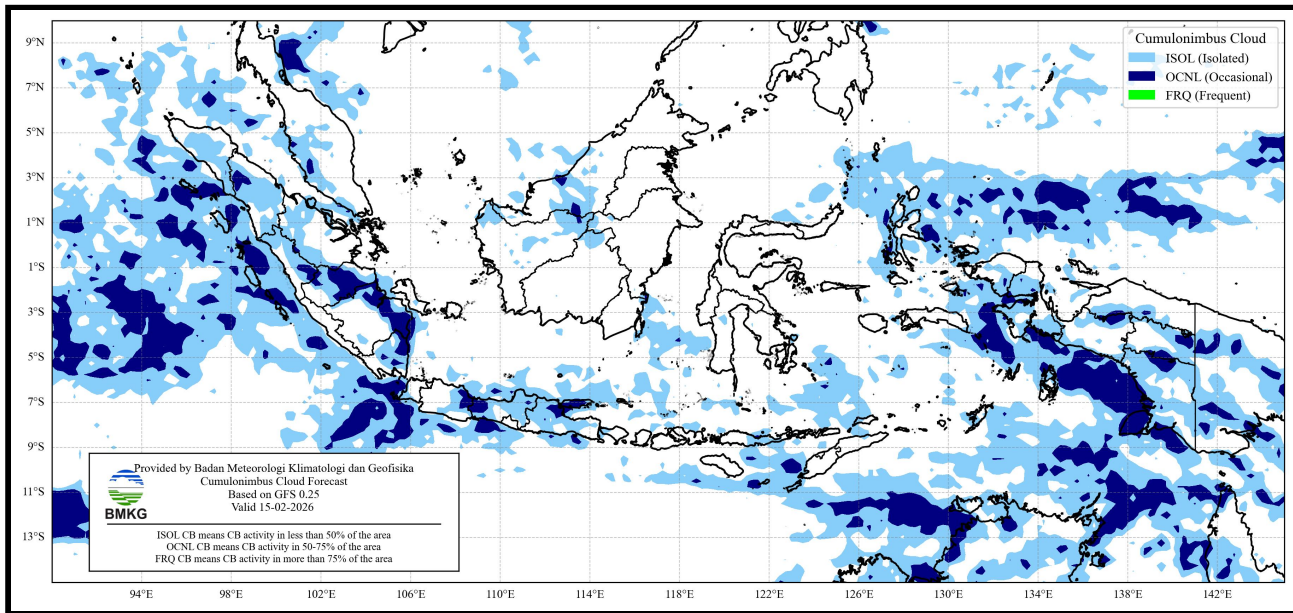 Cumulonimbus Cloud
ISOL (Isolated)
OCNL (Occasional)
FRQ (Frequent)
9°N
7°N
5°N
3°N
1°N
1°S
3°S
5°S
7°S
9°S
11°S
13°S
Provided by Badan Meteorologi Klimatologi dan Geofisika
Cumulonimbus Cloud Forecast
Based on GFS 0.25
Valid 15-02-2026
BMKG
ISOL CB means CB activity in less than 50% of the area
OCNL CB means CB activity in 50-75% of the area
FRQ CB means CB activity in more than 75% of the area
94°E 98°E 102°E 106°E 110°E 114°E 118°E 122°E 126°E 130°E 134°E 138°E 142°E